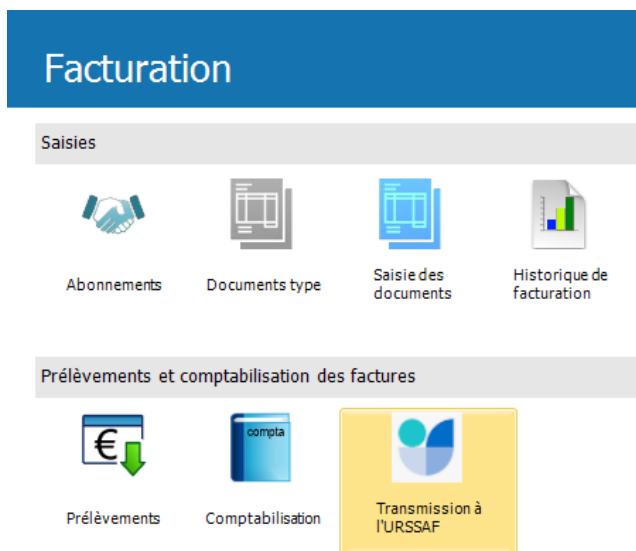 Facturation
Saisies
Abonnements
Documents type
Saisie des
documents
Historique de
facturation
Prélèvements et comptabilisation des factures
€
compta
Prélèvements
Comptabilisation
Transmission à
l'URSSAF